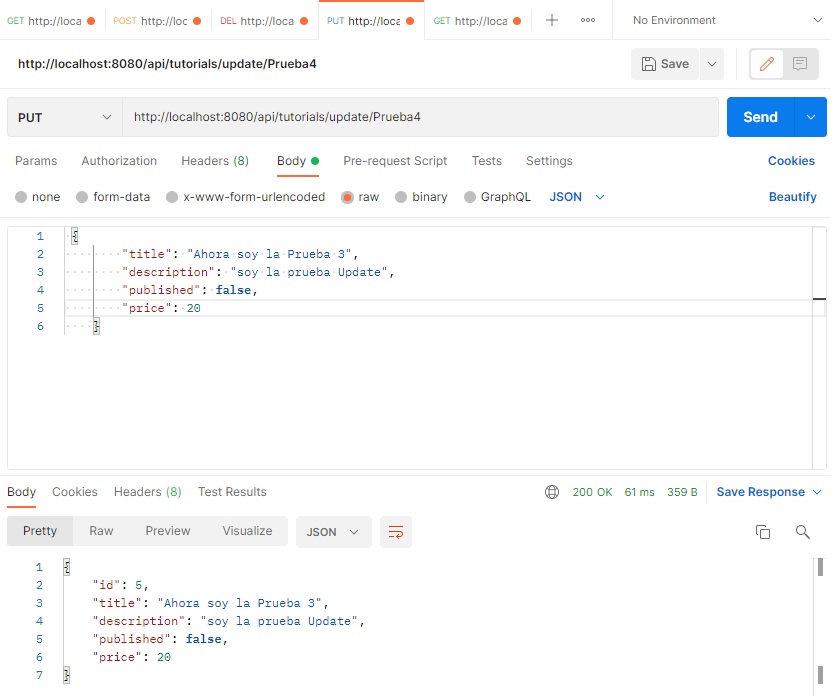 GET http://loca POST http://loc DEL http://loca PUT http://loca GET http://loca No Environment
http://localhost:8080/api/tutorials/update/Prueba4 Save
PUT http://localhost:8080/api/tutorials/update/Prueba4 Send
Params Authorization Headers (8) Body Pre-request Script Tests Settings Cookies
none form-data x-www-form-urlencoded raw binary GraphQL JSON Beautify
1 {
2 "title": "Ahora soy la Prueba 3",
3 "description": "soy la prueba Update",
4 "published": false,
5 "price": 20
6 }
Body Cookies Headers (8) Test Results 200 OK 61 ms 359 B Save Response
Pretty Raw Preview Visualize JSON
1 {
2 "id": 5,
3 "title": "Ahora soy la Prueba 3",
4 "description": "soy la prueba Update",
5 "published": false,
6 "price": 20
7 }